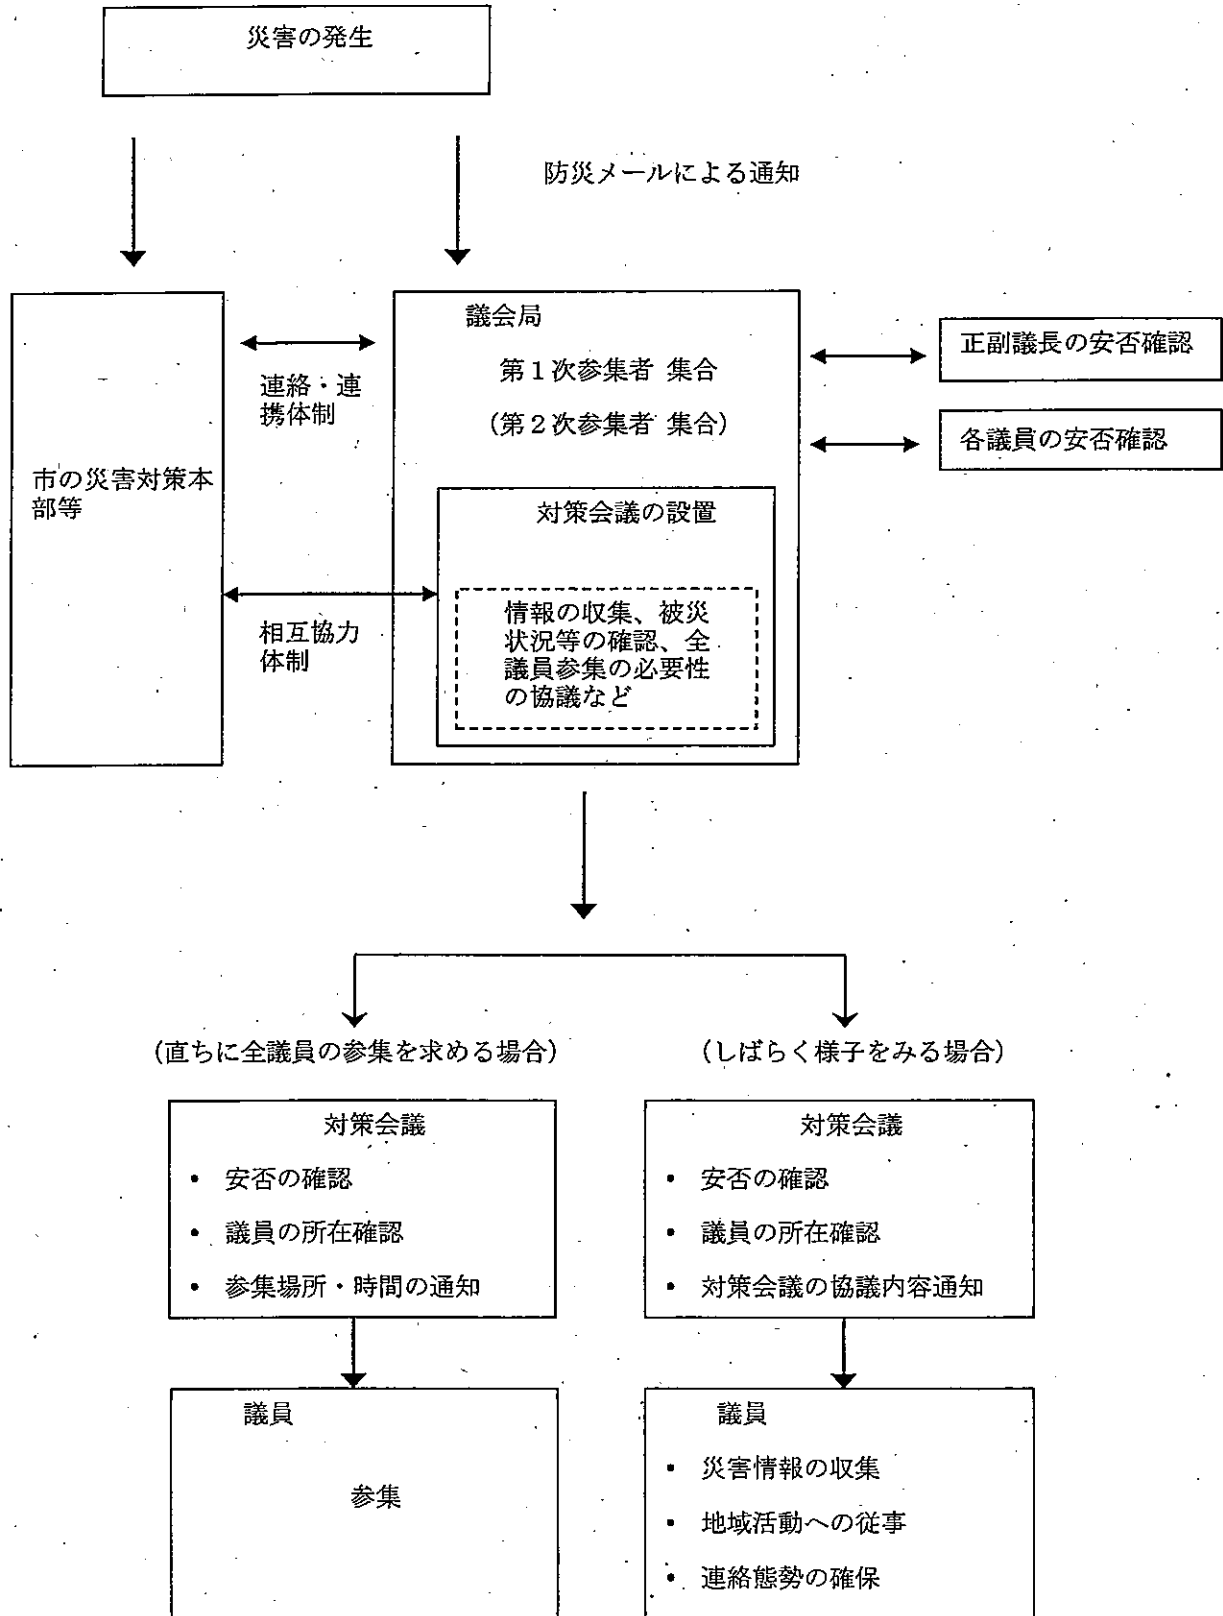 災害の発生
防災メールによる通知
議会局
第1次参集者 集合
(第2次参集者 集合)
正副議長の安否確認
各議員の安否確認
連絡・連
携体制
市の災害対策本
部等
対策会議の設置
情報の収集、被災
状況等の確認、全
議員参集の必要性
の協議など
相互協力
体制
(直ちに全議員の参集を求める場合)
(しばらく様子をみる場合)
対策会議
• 安否の確認
• 議員の所在確認
• 参集場所・時間の通知
対策会議
• 安否の確認
• 議員の所在確認
• 対策会議の協議内容通知
議員
参集
議員
• 災害情報の収集
• 地域活動への従事
• 連絡態勢の確保